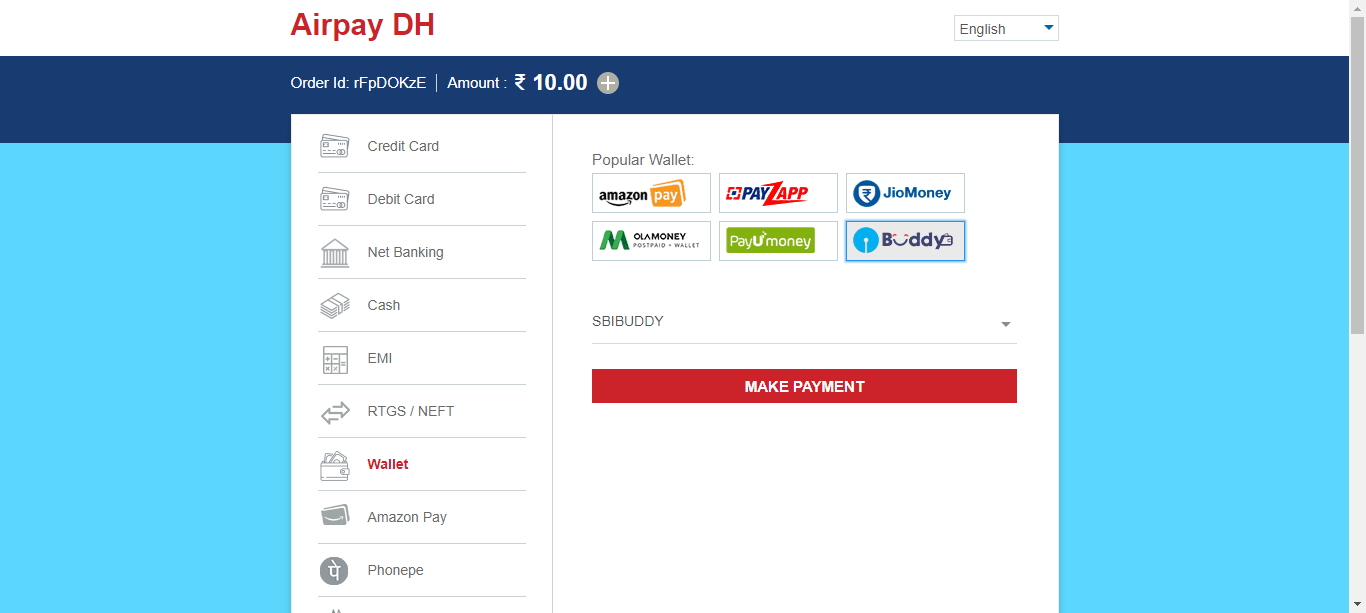 Airpay DH
English
Order Id: rFpDOKzE | Amount : ₹ 10.00
Credit Card
Debit Card
Net Banking
Cash
EMI
RTGS / NEFT
Wallet
Amazon Pay
Phonepe
Popular Wallet:
amazon pay
PAYZAPP
JioMoney
OLAMONEY
POSTPAID + WALLET
PayUmoney
Buddy
SBIBUDDY
MAKE PAYMENT